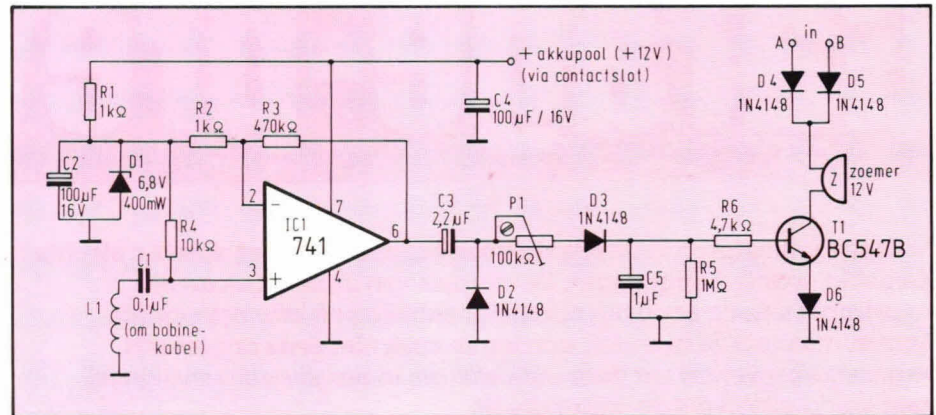 in
A
B
+ akkupool (+12V)
(via contactslot)
D4
1N4148
D5
1N4148
R1
1kΩ
R2
1kΩ
R3
470kΩ
C4
100µF / 16V
C2
100µF
16V
D1
6,8V
400mW
zoemer
12V
Z
R4
10kΩ
2
−
IC1
741
7
6
4
3
+
C3
2,2µF
P1
100kΩ
D3
1N4148
R6
4,7kΩ
T1
BC547B
C1
0,1µF
L1
(om bobine-
kabel)
D2
1N4148
C5
1µF
R5
1MΩ
D6
1N4148